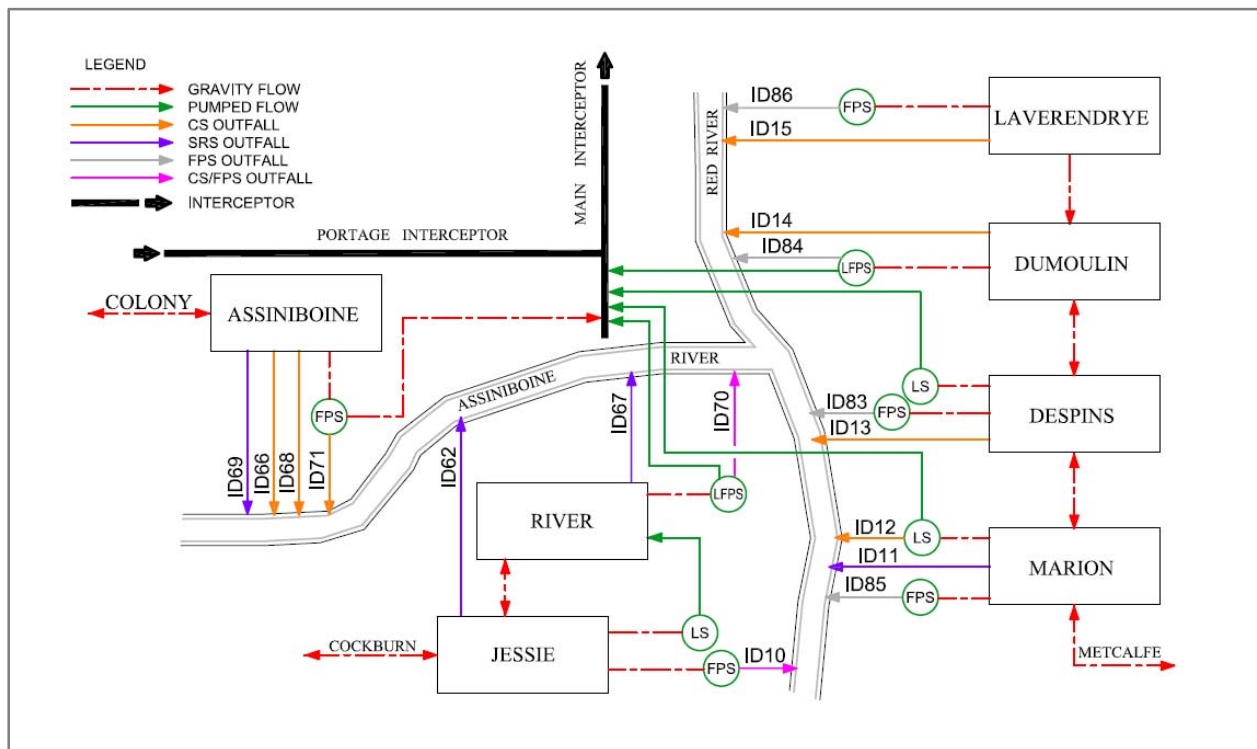 LEGEND
GRAVITY FLOW
PUMPED FLOW
CS OUTFALL
SRS OUTFALL
FPS OUTFALL
CS/FPS OUTFALL
INTERCEPTOR
PORTAGE INTERCEPTOR
MAIN INTERCEPTOR
RED RIVER
ID86
FPS
LAVERENDRYE
ID15
ID14
ID84
LFPS
DUMOULIN
COLONY
ASSINIBOINE
FPS
ID69
ID66
ID68
ID71
ASSINIBOINE
RIVER
LS
ID83
FPS
DESPINS
ID13
ID62
ID67
ID70
LFPS
RIVER
ID12
LS
ID11
MARION
ID85
FPS
LS
COCKBURN
JESSIE
FPS
ID10
METCALFE